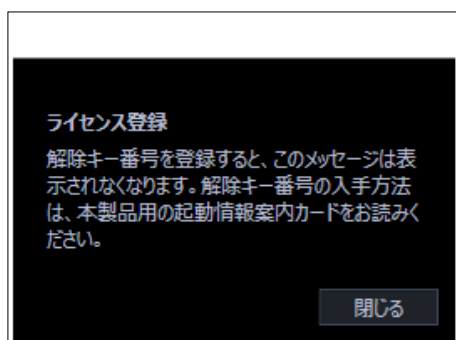 ライセンス登録
解除キー番号を登録すると、このメッセージは表
示されなくなります。解除キー番号の入手方法
は、本製品用の起動情報案内カードをお読みく
ださい。
閉じる